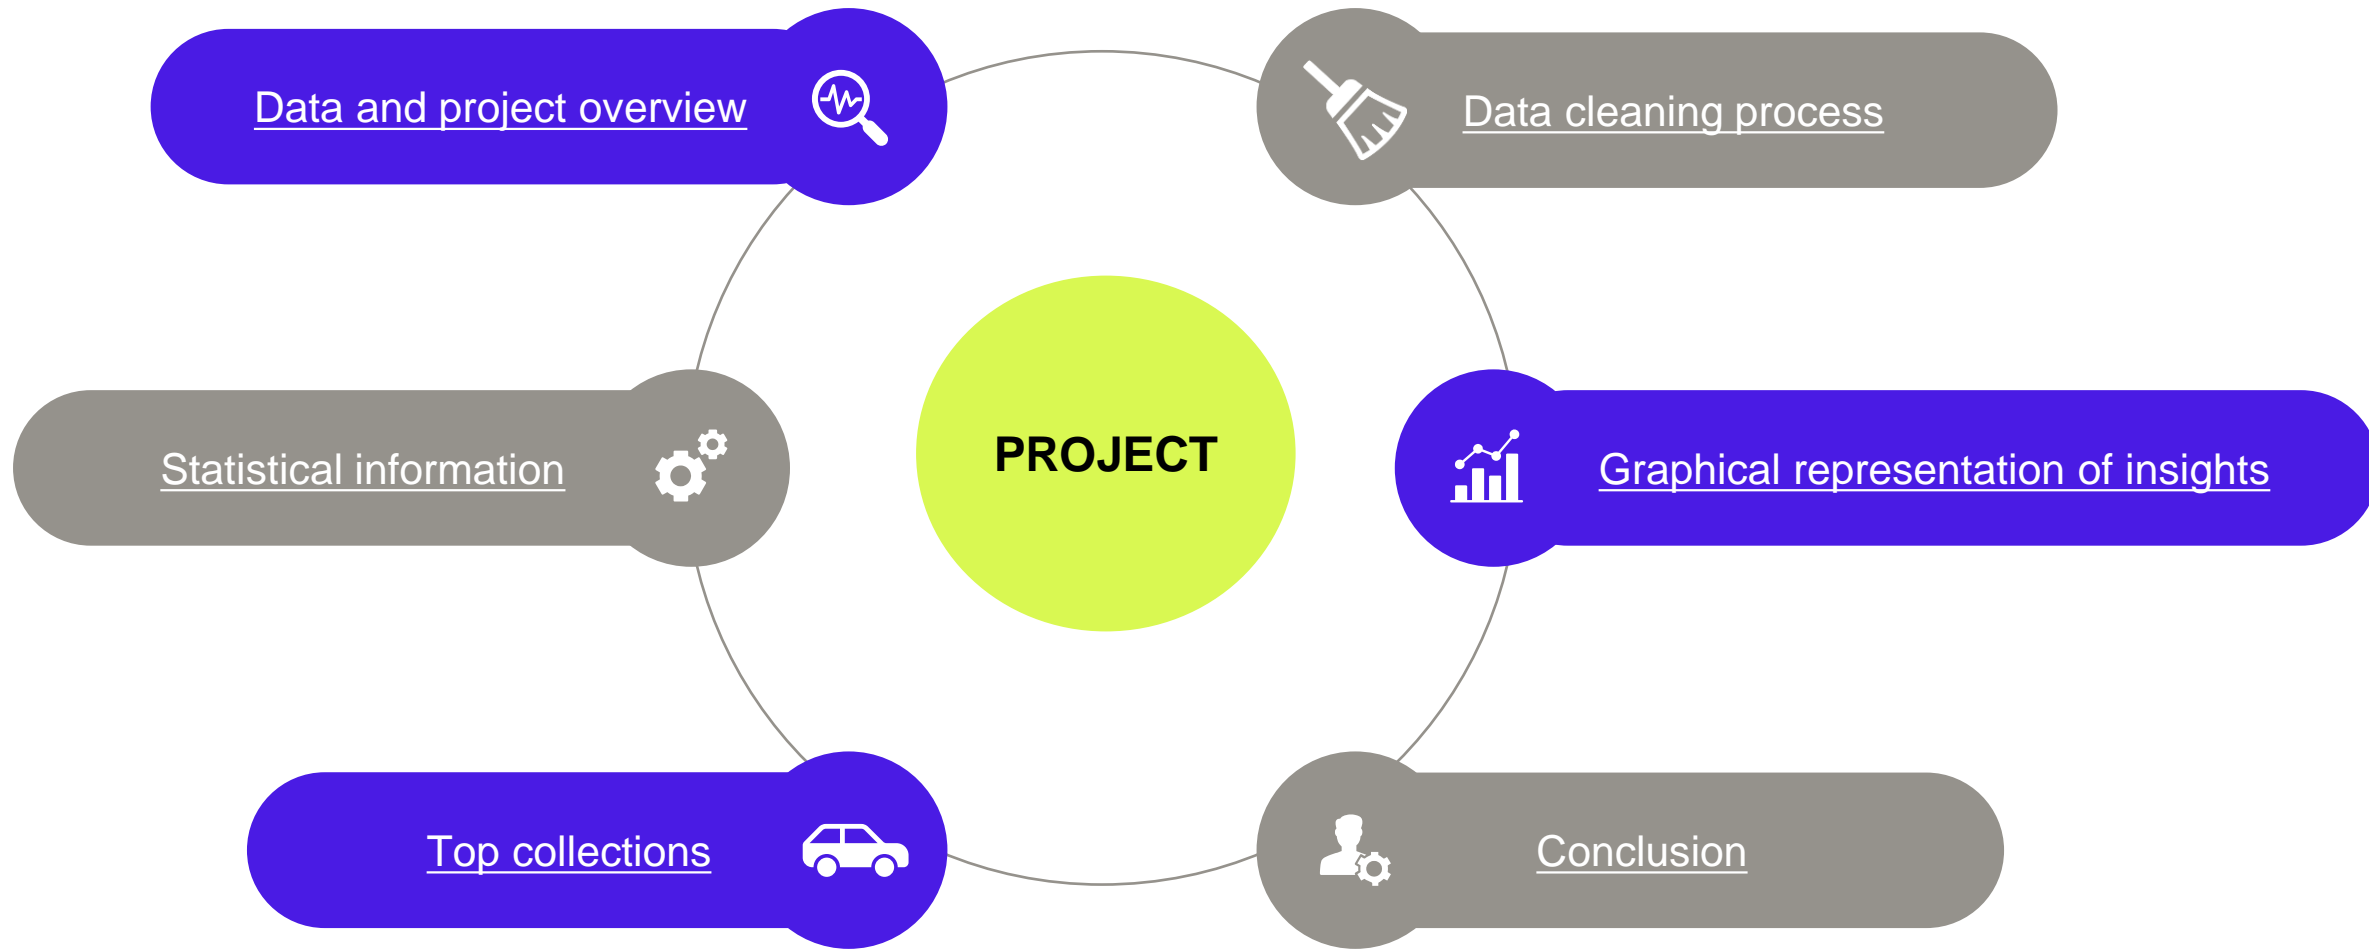 Data and project overview
Data cleaning process
PROJECT
Statistical information
Graphical representation of insights
Top collections
Conclusion